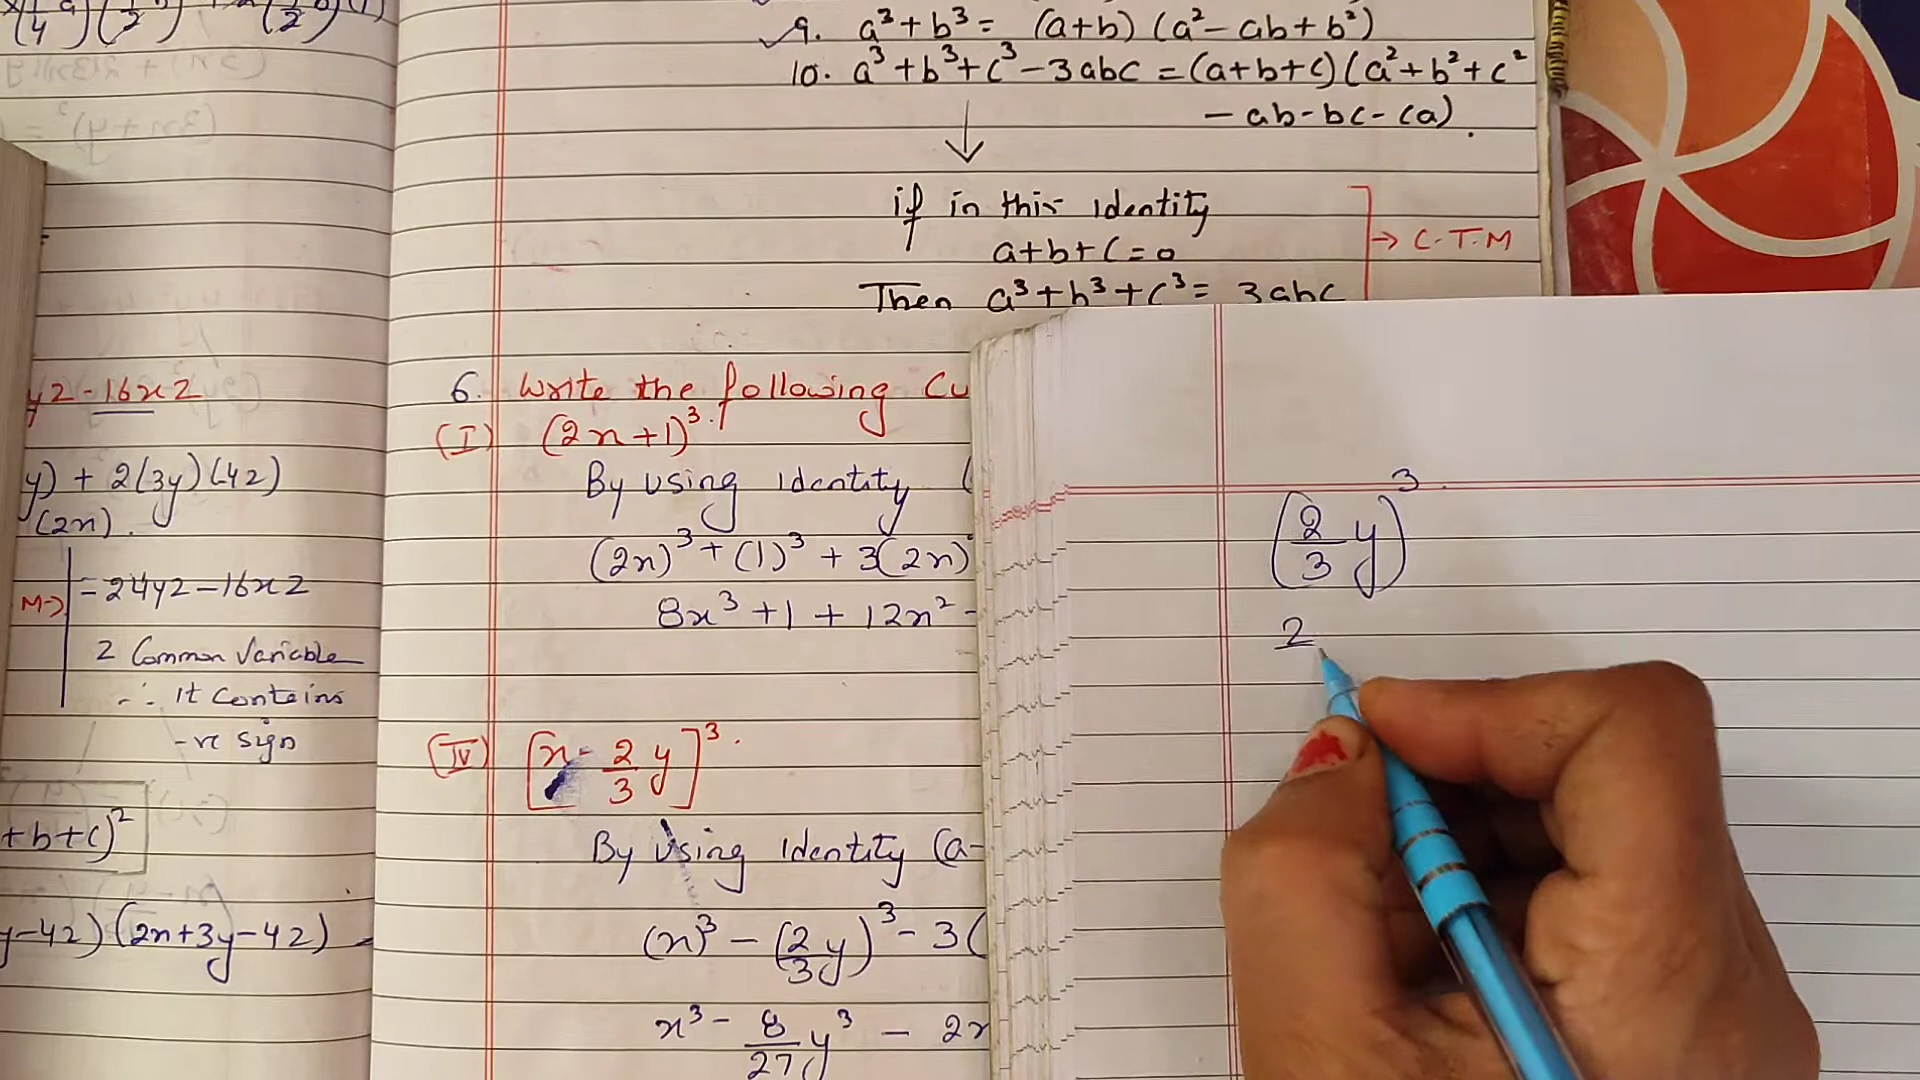 9. a³+b³ = (a+b) (a²-ab+b²)
10. a³+b³+c³-3abc = (a+b+c) (a²+b²+c²
- ab-bc-ca).
if in this identity
a+b+c=0
→ C.T.M
Then a³+b³+c³= 3abc
yz-16xz
y) + 2(3y)(-4z)
(2x).
M→
= -24yz-16xz
z Common Variable
∴ It Contains
-ve sign
+b+c)²
y-4z) (2x+3y-4z)
6. Write the following Cu
(I) (2x+1)³.
By using identity (
(2x)³ + (1)³ + 3(2x)
8x³ +1 + 12x² -
(IV) [x - 2/3 y]³.
By using identity (a-
(x)³ - (2/3 y)³ - 3(
x³ - 8/27 y³ - 2x
(2/3 y)³
2